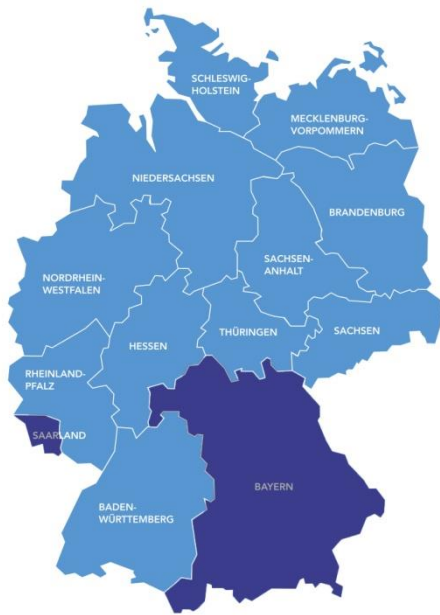 SCHLESWIG-
HOLSTEIN
MECKLENBURG-
VORPOMMERN
NIEDERSACHSEN
BRANDENBURG
SACHSEN-
ANHALT
NORDRHEIN-
WESTFALEN
HESSEN
THÜRINGEN
SACHSEN
RHEINLAND-
PFALZ
SAARLAND
BAYERN
BADEN-
WÜRTTEMBERG